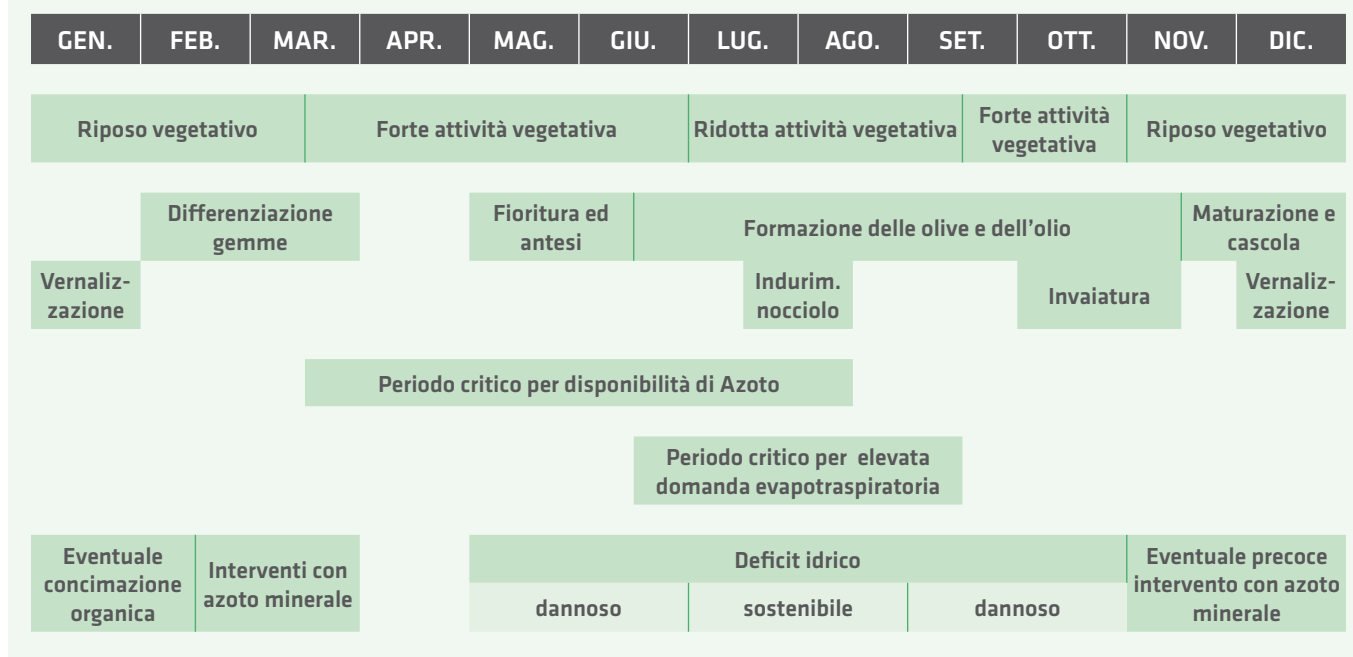 GEN. FEB. MAR. APR. MAG. GIU. LUG. AGO. SET. OTT. NOV. DIC.
Riposo vegetativo
Forte attività vegetativa
Ridotta attività vegetativa
Forte attività
vegetativa
Riposo vegetativo
Differenziazione
gemme
Fioritura ed
antesi
Formazione delle olive e dell'olio
Maturazione e
cascola
Vernaliz-
zazione
Indurim.
nocciolo
Invaiatura
Vernaliz-
zazione
Periodo critico per disponibilità di Azoto
Periodo critico per elevata
domanda evapotraspiratoria
Eventuale
concimazione
organica
Interventi con
azoto minerale
Deficit idrico
dannoso
sostenibile
dannoso
Eventuale precoce
intervento con azoto
minerale